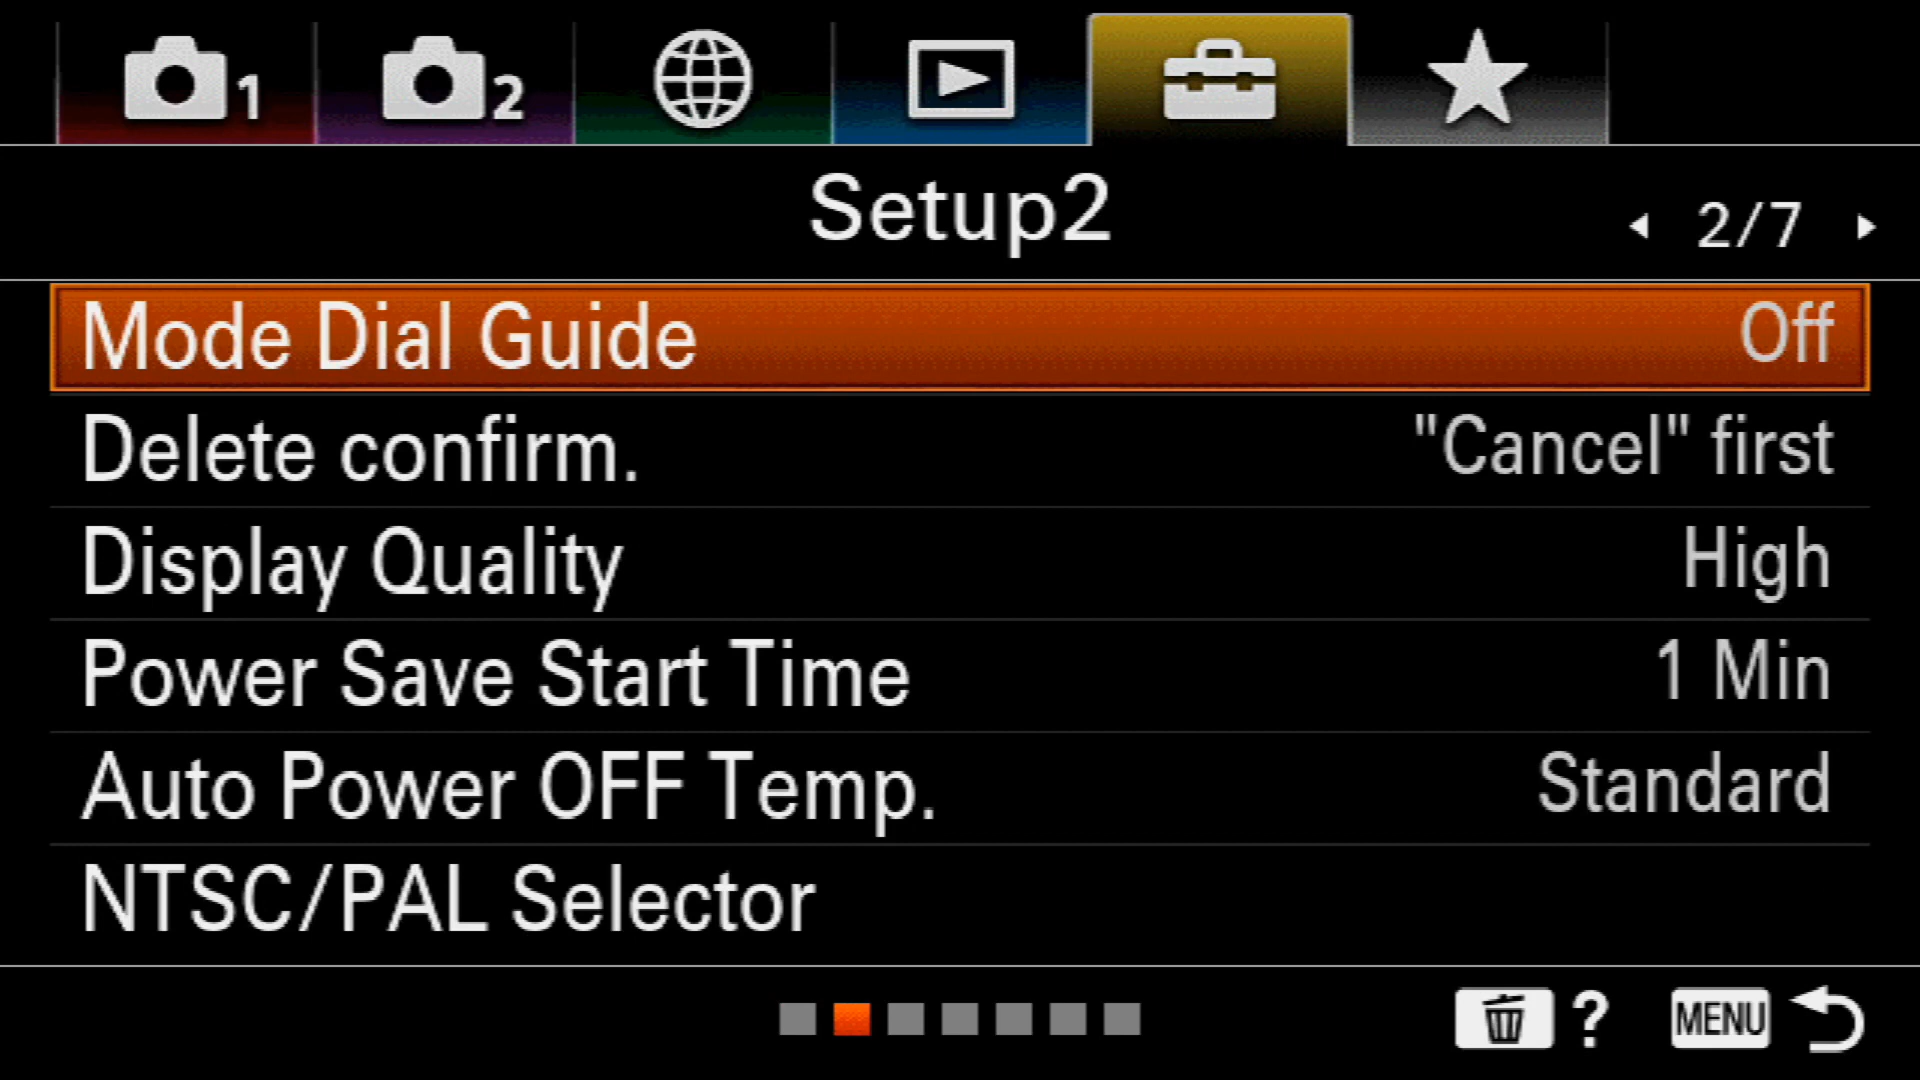 1 2
Setup2
2/7
Mode Dial Guide Off
Delete confirm. "Cancel" first
Display Quality High
Power Save Start Time 1 Min
Auto Power OFF Temp. Standard
NTSC/PAL Selector
? MENU